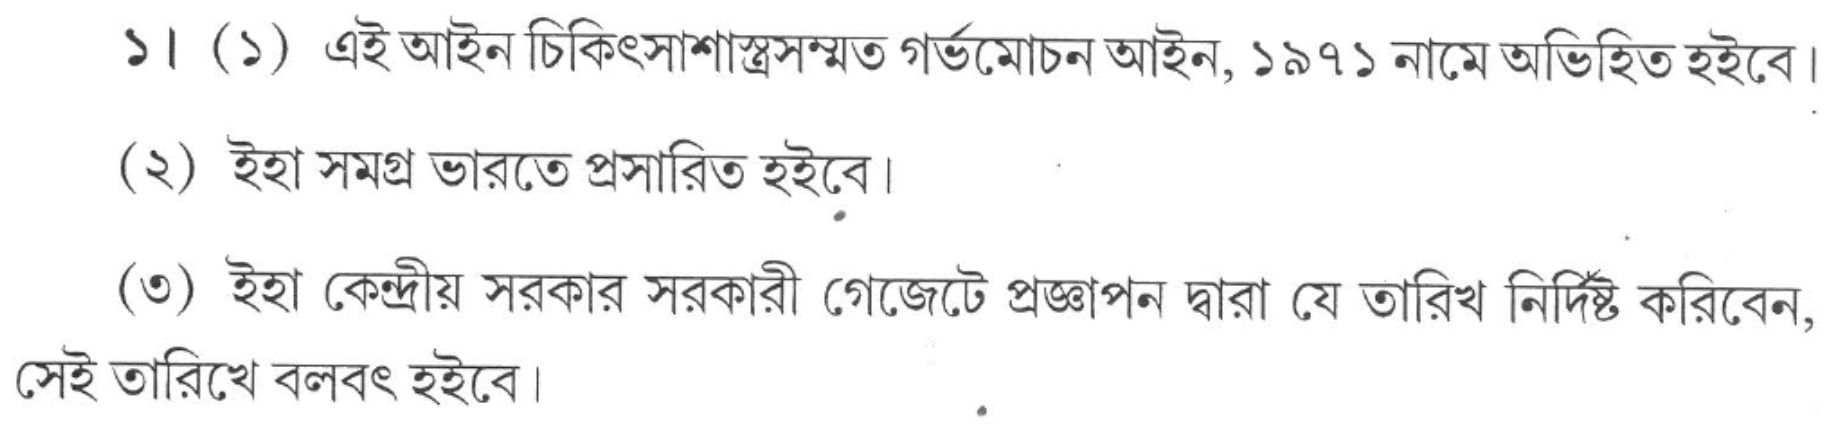 ১। (১) এই আইন চিকিৎসাশাস্ত্রসম্মত গর্ভমোচন আইন, ১৯৭১ নামে অভিহিত হইবে।
(২) ইহা সমগ্র ভারতে প্রসারিত হইবে।
(৩) ইহা কেন্দ্রীয় সরকার সরকারী গেজেটে প্রজ্ঞাপন দ্বারা যে তারিখ নির্দিষ্ট করিবেন,
সেই তারিখে বলবৎ হইবে।